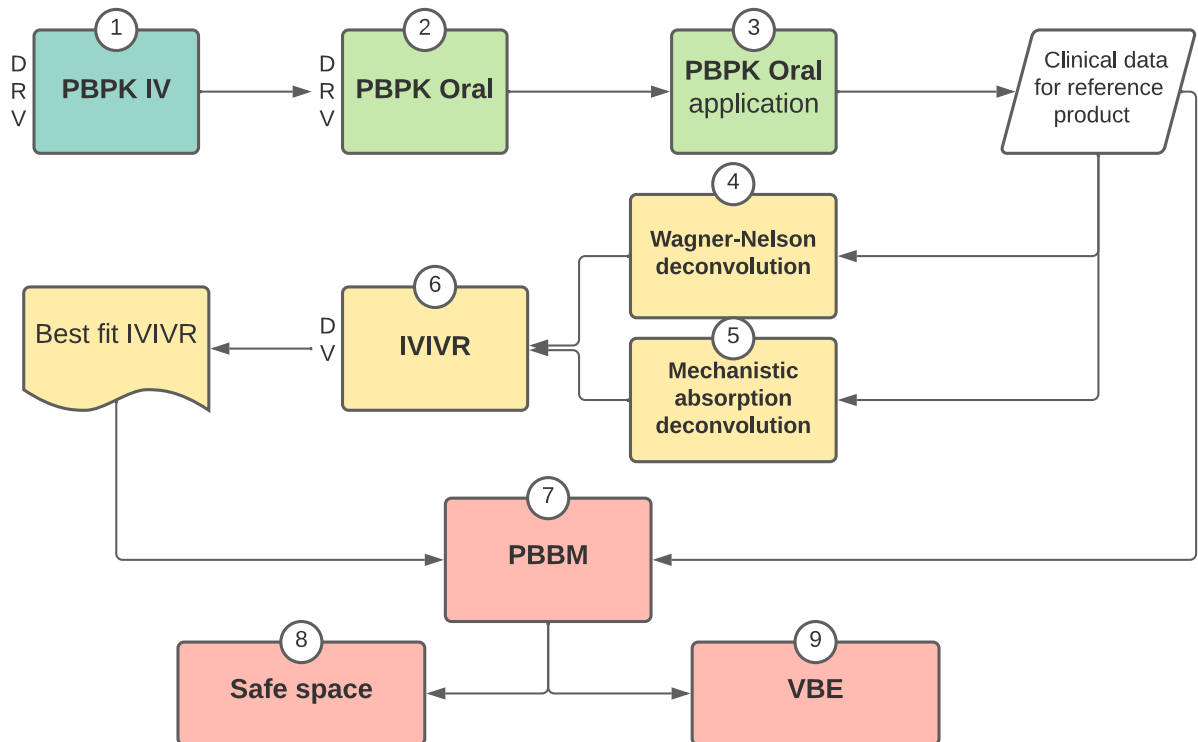 1
D
R
V
PBPK IV
2
D
R
V
PBPK Oral
3
PBPK Oral
application
Clinical data
for reference
product
4
Wagner-Nelson
deconvolution
5
Mechanistic
absorption
deconvolution
6
D
V
IVIVR
Best fit IVIVR
7
PBBM
8
Safe space
9
VBE